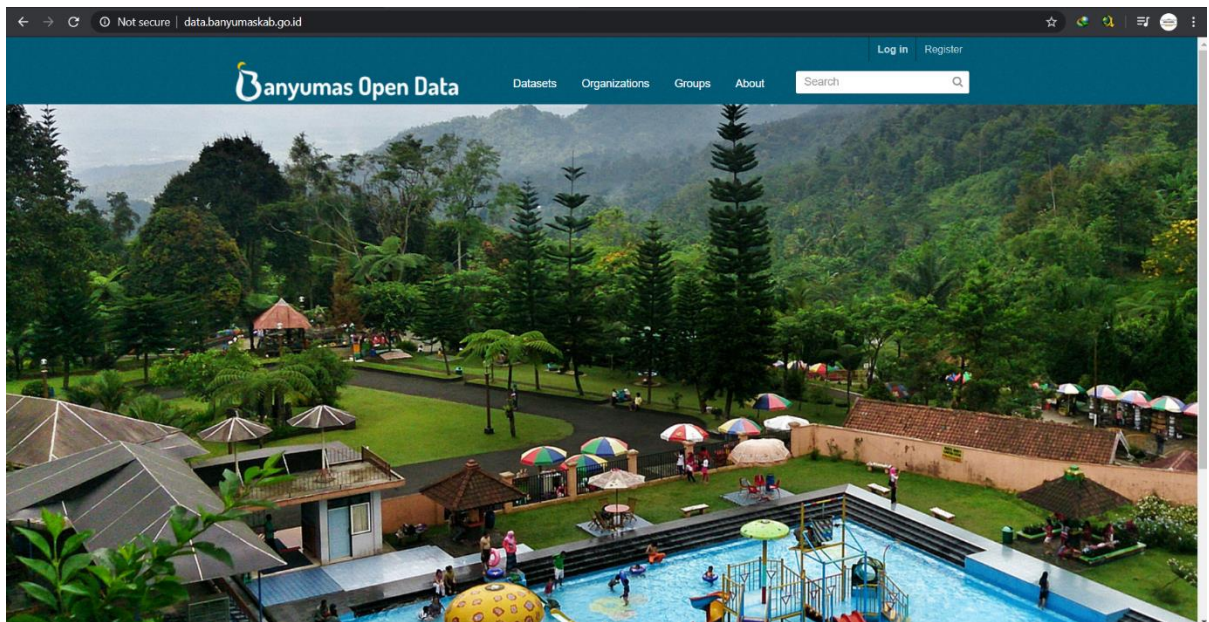 Not secure | data.banyumaskab.go.id
Log in Register
Banyumas Open Data Datasets Organizations Groups About Search